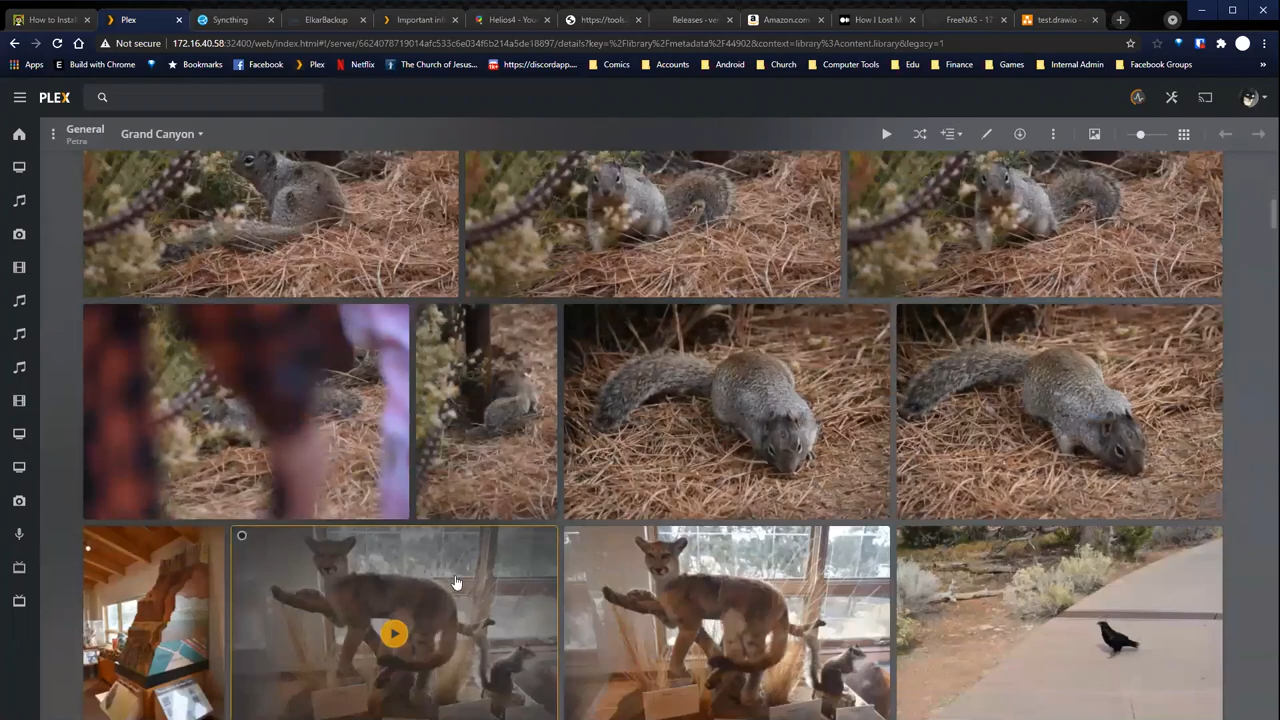 How to Install
Plex
Syncthing
ElkarBackup
Important inf
Helios4 - You
https://tools
Releases - ve
Amazon.com
How I Lost M
FreeNAS - 17
test.drawio
Not secure
172.16.40.58:32400/web/index.html#!/server/6624078719014afc533c6e034f6b214a5de18897/details?key=%2Flibrary%2Fmetadata%2F44902&context=library%3Acontent.library&legacy=1
Apps
Build with Chrome
Bookmarks
Facebook
Plex
Netflix
The Church of Jesus...
https://discordapp....
Comics
Accounts
Android
Church
Computer Tools
Edu
Finance
Games
Internal Admin
Facebook Groups
PLEX
General
Petra
Grand Canyon